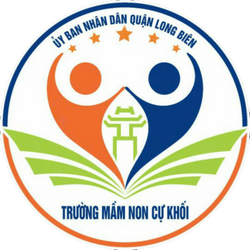 ỦY BAN NHÂN DÂN QUẬN LONG BIÊN
TRƯỜNG MẦM NON CỰ KHỐI